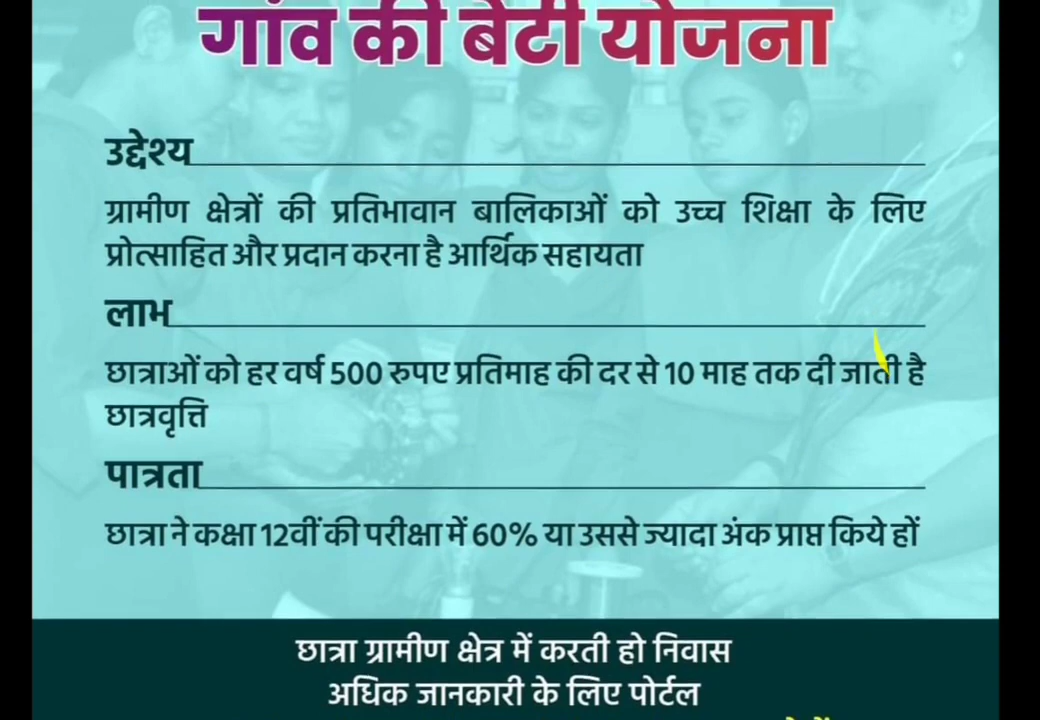 गांव की बेटी योजना
उद्देश्य
ग्रामीण क्षेत्रों की प्रतिभावान बालिकाओं को उच्च शिक्षा के लिए
प्रोत्साहित और प्रदान करना है आर्थिक सहायता
लाभ
छात्राओं को हर वर्ष 500 रुपए प्रतिमाह की दर से 10 माह तक दी जाती है
छात्रवृत्ति
पात्रता
छात्रा ने कक्षा 12वीं की परीक्षा में 60% या उससे ज्यादा अंक प्राप्त किये हों
छात्रा ग्रामीण क्षेत्र में करती हो निवास
अधिक जानकारी के लिए पोर्टल